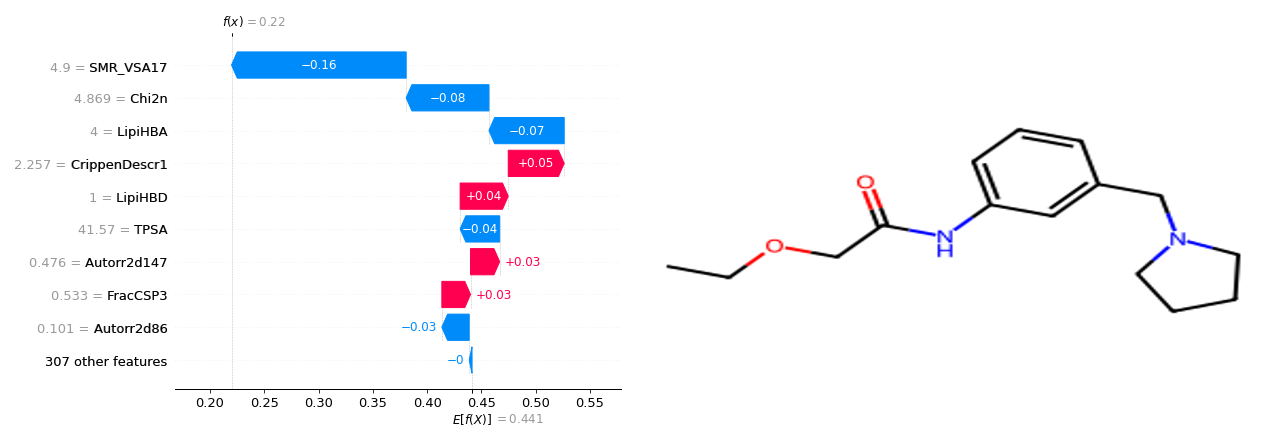 f(x) = 0.22
4.9 = SMR_VSA17
−0.16
4.869 = Chi2n
−0.08
4 = LipiHBA
−0.07
2.257 = CrippenDescr1
+0.05
1 = LipiHBD
+0.04
41.57 = TPSA
−0.04
0.476 = Autorr2d147
+0.03
0.533 = FracCSP3
+0.03
0.101 = Autorr2d86
−0.03
307 other features
−0
0.20 0.25 0.30 0.35 0.40 0.45 0.50 0.55
E[f(X)] = 0.441
O
O
N
H
N